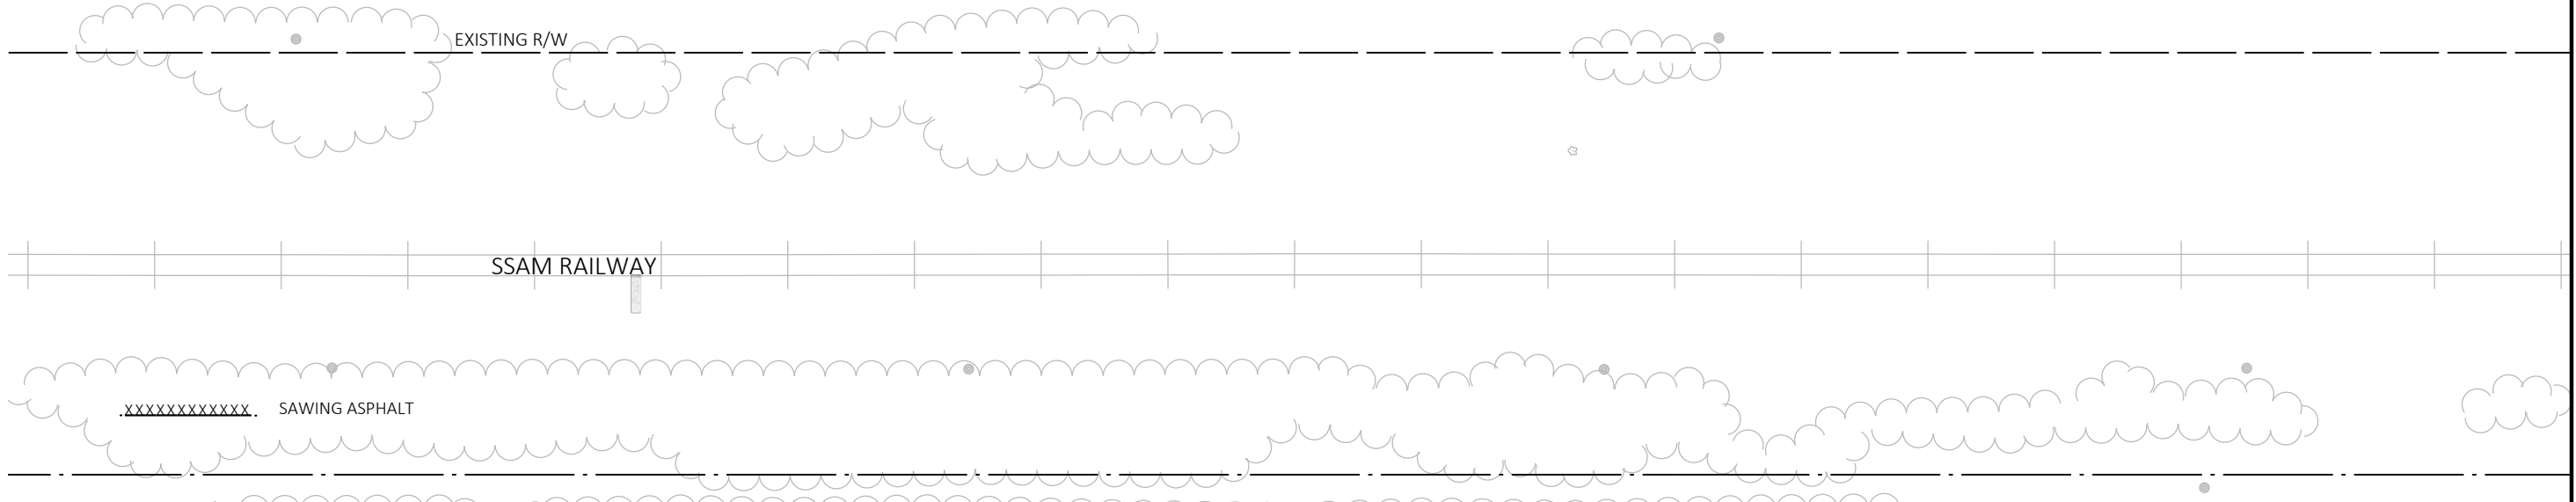 EXISTING R/W
SSAM RAILWAY
XXXXXXXXXXXX SAWING ASPHALT